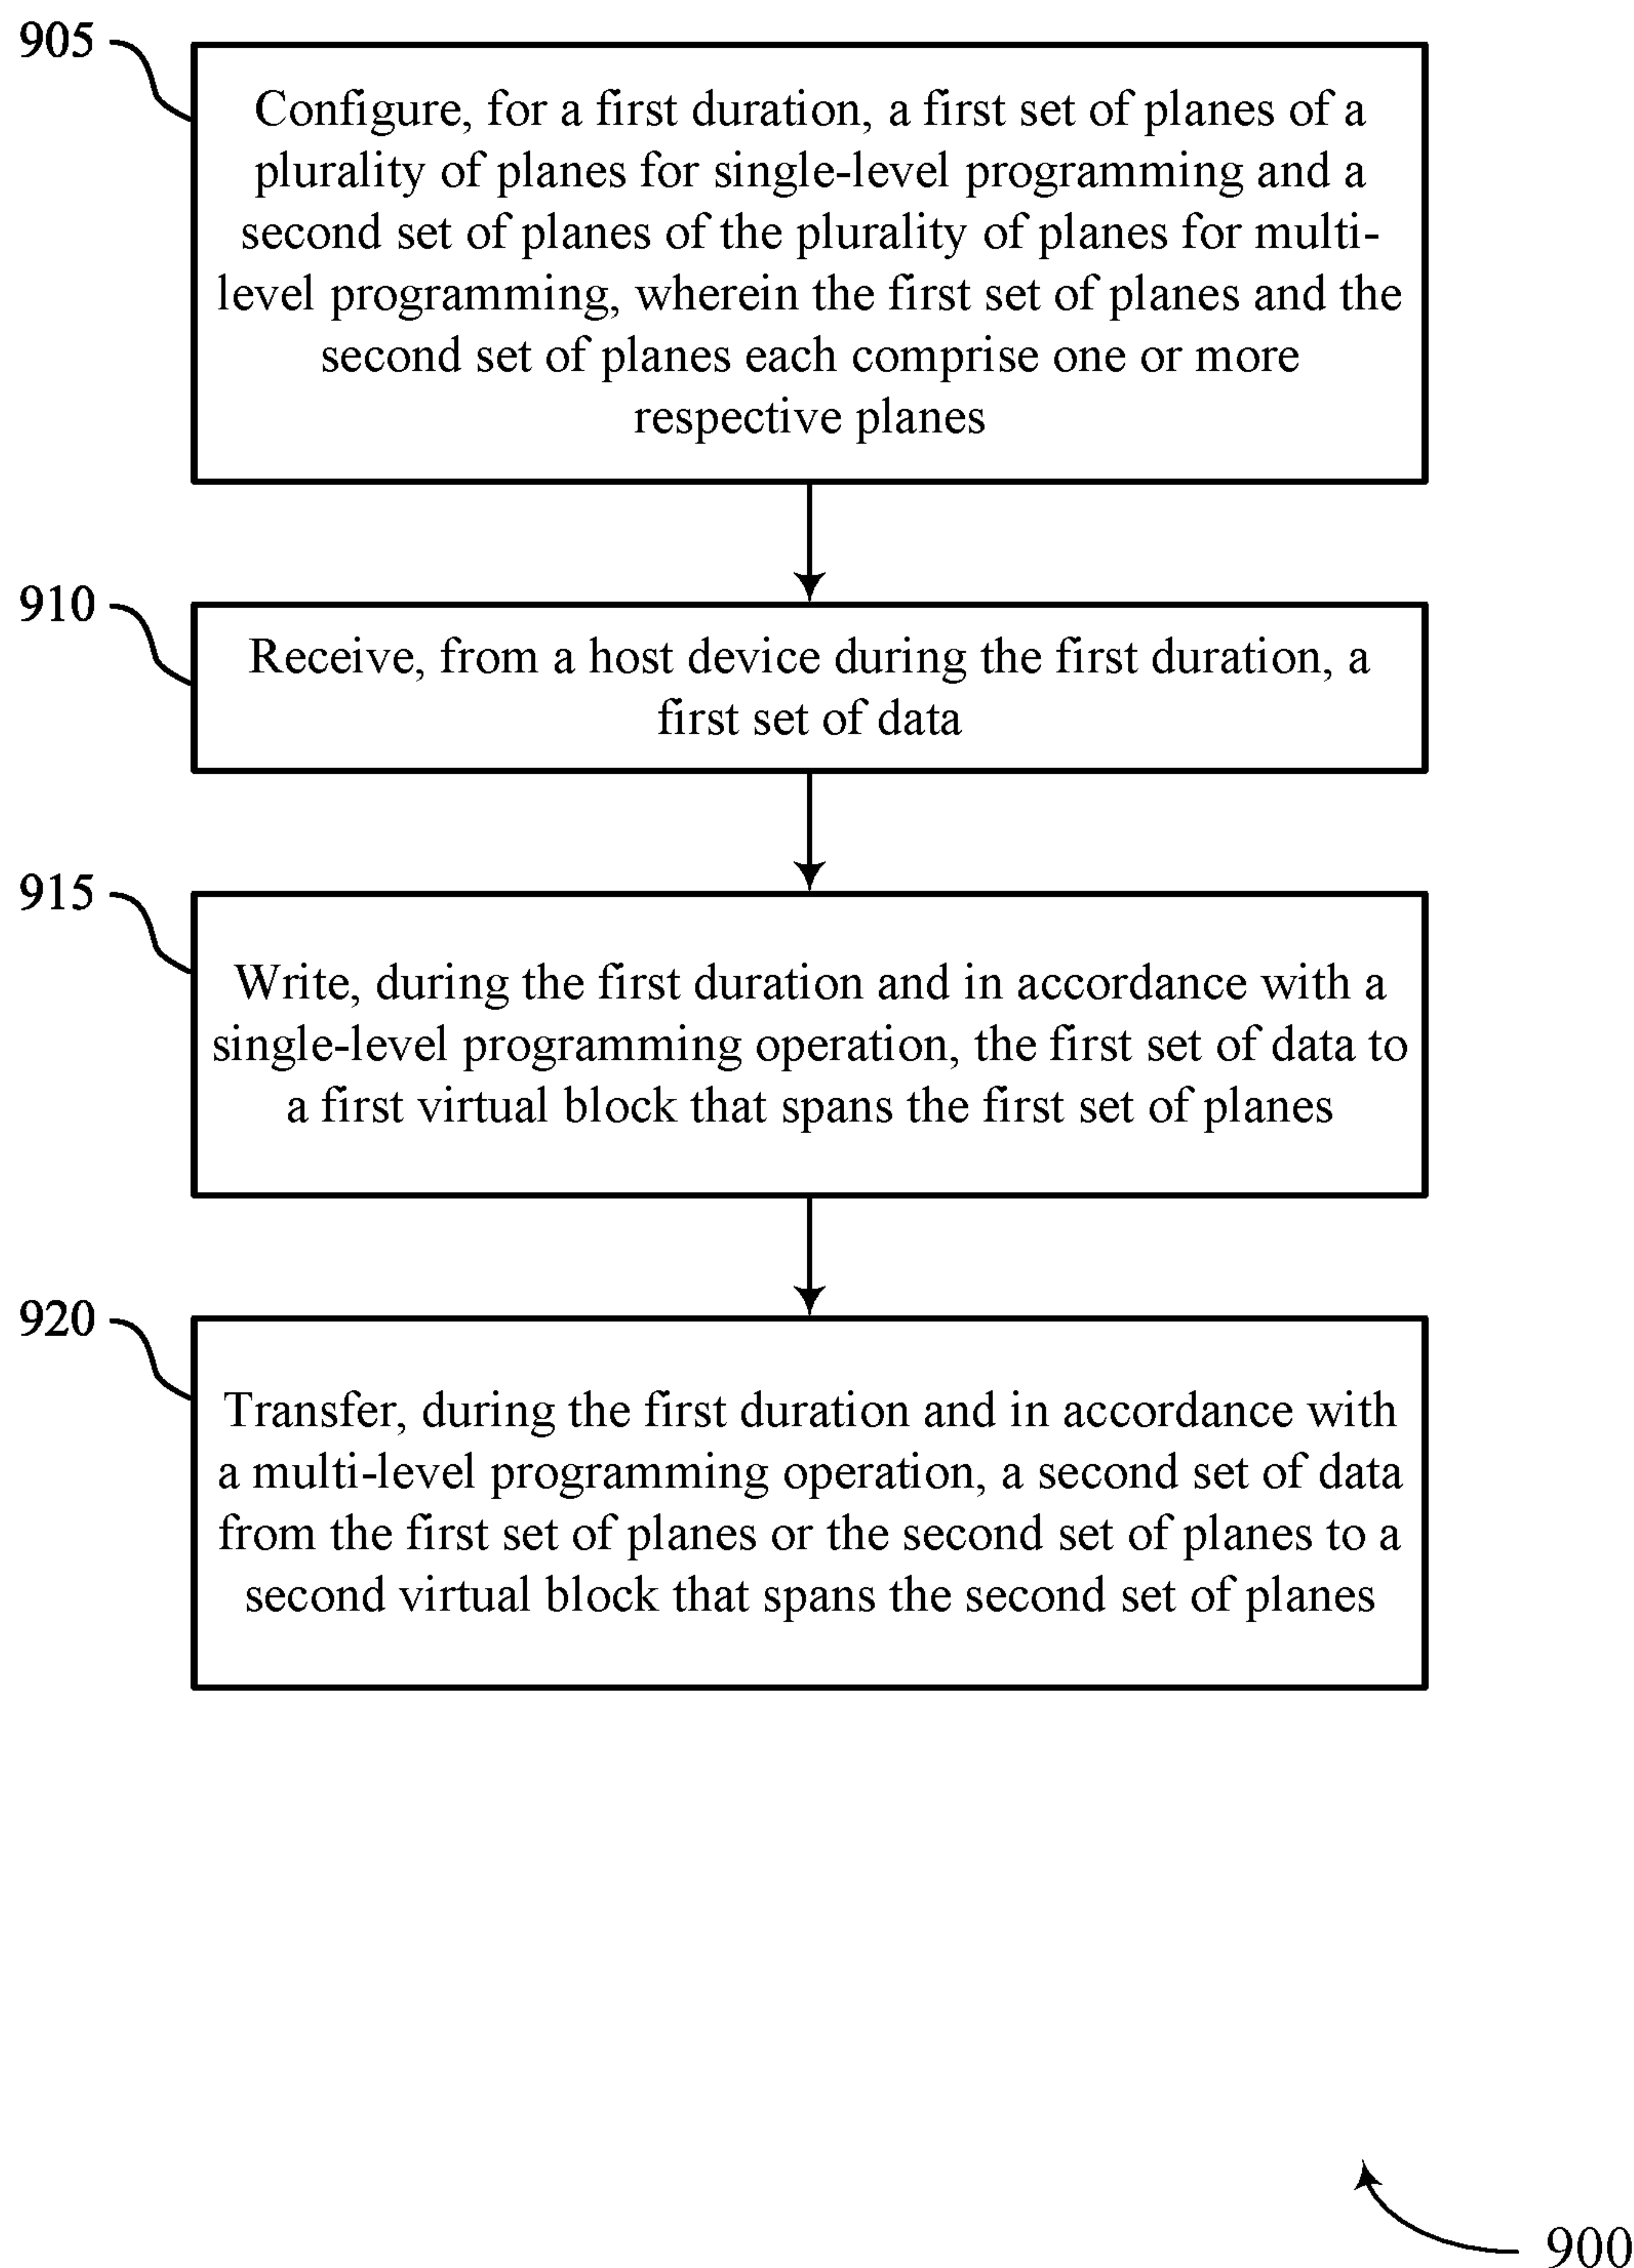 905
Configure, for a first duration, a first set of planes of a
plurality of planes for single-level programming and a
second set of planes of the plurality of planes for multi-
level programming, wherein the first set of planes and the
second set of planes each comprise one or more
respective planes
910
Receive, from a host device during the first duration, a
first set of data
915
Write, during the first duration and in accordance with a
single-level programming operation, the first set of data to
a first virtual block that spans the first set of planes
920
Transfer, during the first duration and in accordance with
a multi-level programming operation, a second set of data
from the first set of planes or the second set of planes to a
second virtual block that spans the second set of planes
900